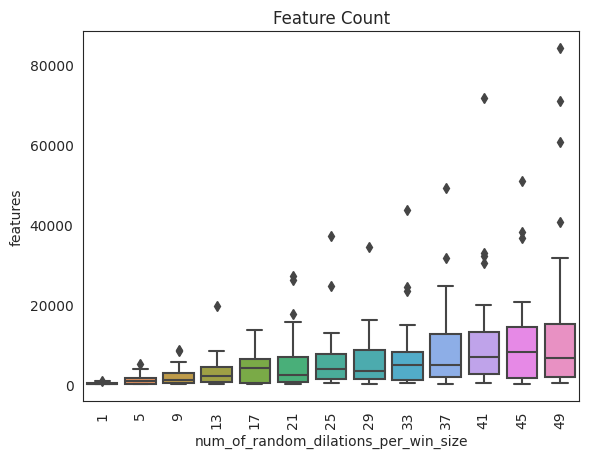 Feature Count
features
80000
60000
40000
20000
0
1 5 9 13 17 21 25 29 33 37 41 45 49
num_of_random_dilations_per_win_size